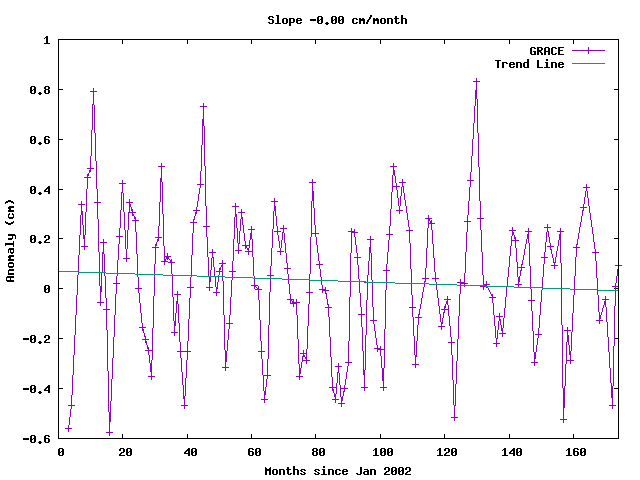 Slope -0.00 cm/month
GRACE
Trend Line
Anomaly (cm)
1
0.8
0.6
0.4
0.2
0
-0.2
-0.4
-0.6
0 20 40 60 80 100 120 140 160
Months since Jan 2002